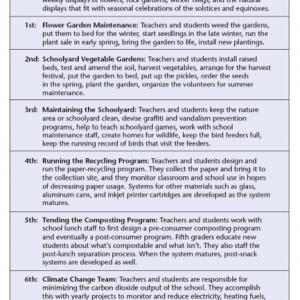 weekly displays of flowers, rock gardens, winter twigs, and one natural
displays that fit with seasonal celebrations of the solstices and equinoxes.
1st: Flower Garden Maintenance: Teachers and students weed the gardens,
put them to bed for the winter, start seedlings in the late winter, run the
plant sale in early spring, bring the garden to life, install new plantings.
2nd: Schoolyard Vegetable Gardens: Teachers and students install raised
beds, test and amend the soil, harvest vegetables, arrange for the harvest
festival, put the garden to bed, put up the pickles, order the seeds
in the spring, plant the garden, organize the volunteers for summer
maintenance.
3rd: Maintaining the Schoolyard: Teachers and students keep the nature
area or schoolyard clean, devise graffiti and vandalism prevention
programs, help to teach schoolyard games, work with school
maintenance staff, create homes for wildlife, keep the bird feeders full,
keep the running record of birds that visit the feeders.
4th: Running the Recycling Program: Teachers and students design and
run the paper-recycling program. They collect the paper and bring it to
the collection site, and they monitor classroom and school use in hopes
of decreasing paper usage. Systems for other materials such as glass,
aluminum cans, and inkjet printer cartridges are developed as the system
matures.
5th: Tending the Composting Program: Teachers and students work with
school lunch staff to first design a pre-consumer composting program
and eventually a post-consumer program. Fifth graders educate new
students about what's compostable and what isn't. They also staff the
post-lunch separation process. When the system matures, post-snack
systems are developed as well.
6th: Climate Change Team: Teachers and students are responsible for
minimizing the carbon dioxide output of the school. They accomplish
this with yearly projects to monitor and reduce electricity, heating fuels,